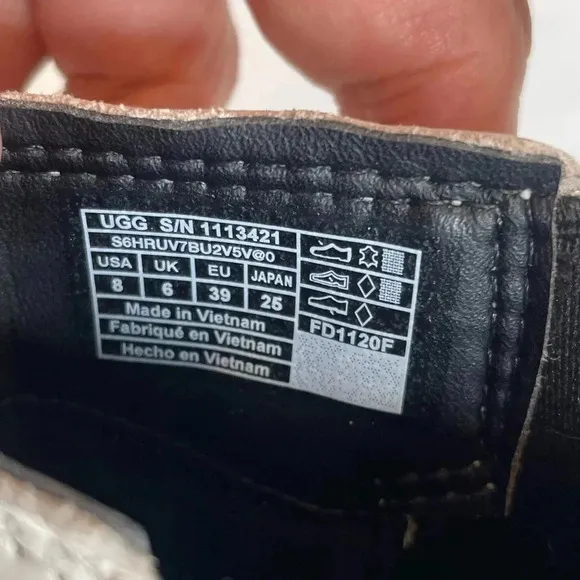 UGG S/N 1113421
S6HRUV7BU2V5V@0
USA UK EU JAPAN
8 6 39 25
Made in Vietnam
Fabriqué en Vietnam
Hecho en Vietnam
FD1120F